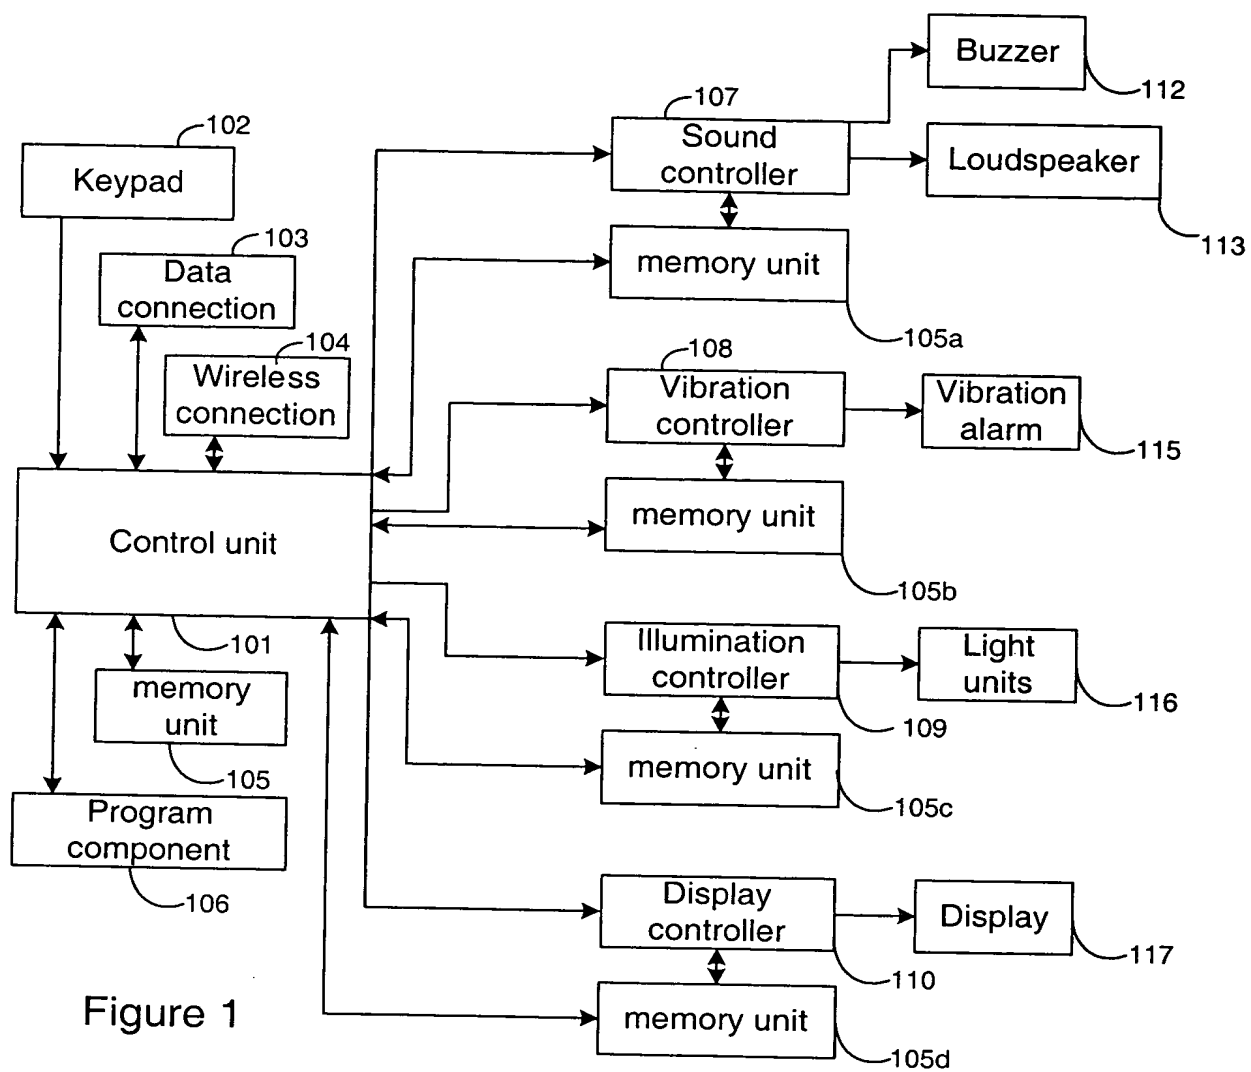 Buzzer
112
107
Sound
controller
Loudspeaker
113
102
Keypad
103
Data
connection
memory unit
105a
104
Wireless
connection
108
Vibration
controller
Vibration
alarm
115
Control unit
101
memory unit
105b
Illumination
controller
109
Light
units
116
memory
unit
105
memory unit
105c
Program
component
106
Display
controller
110
Display
117
memory unit
105d
Figure 1